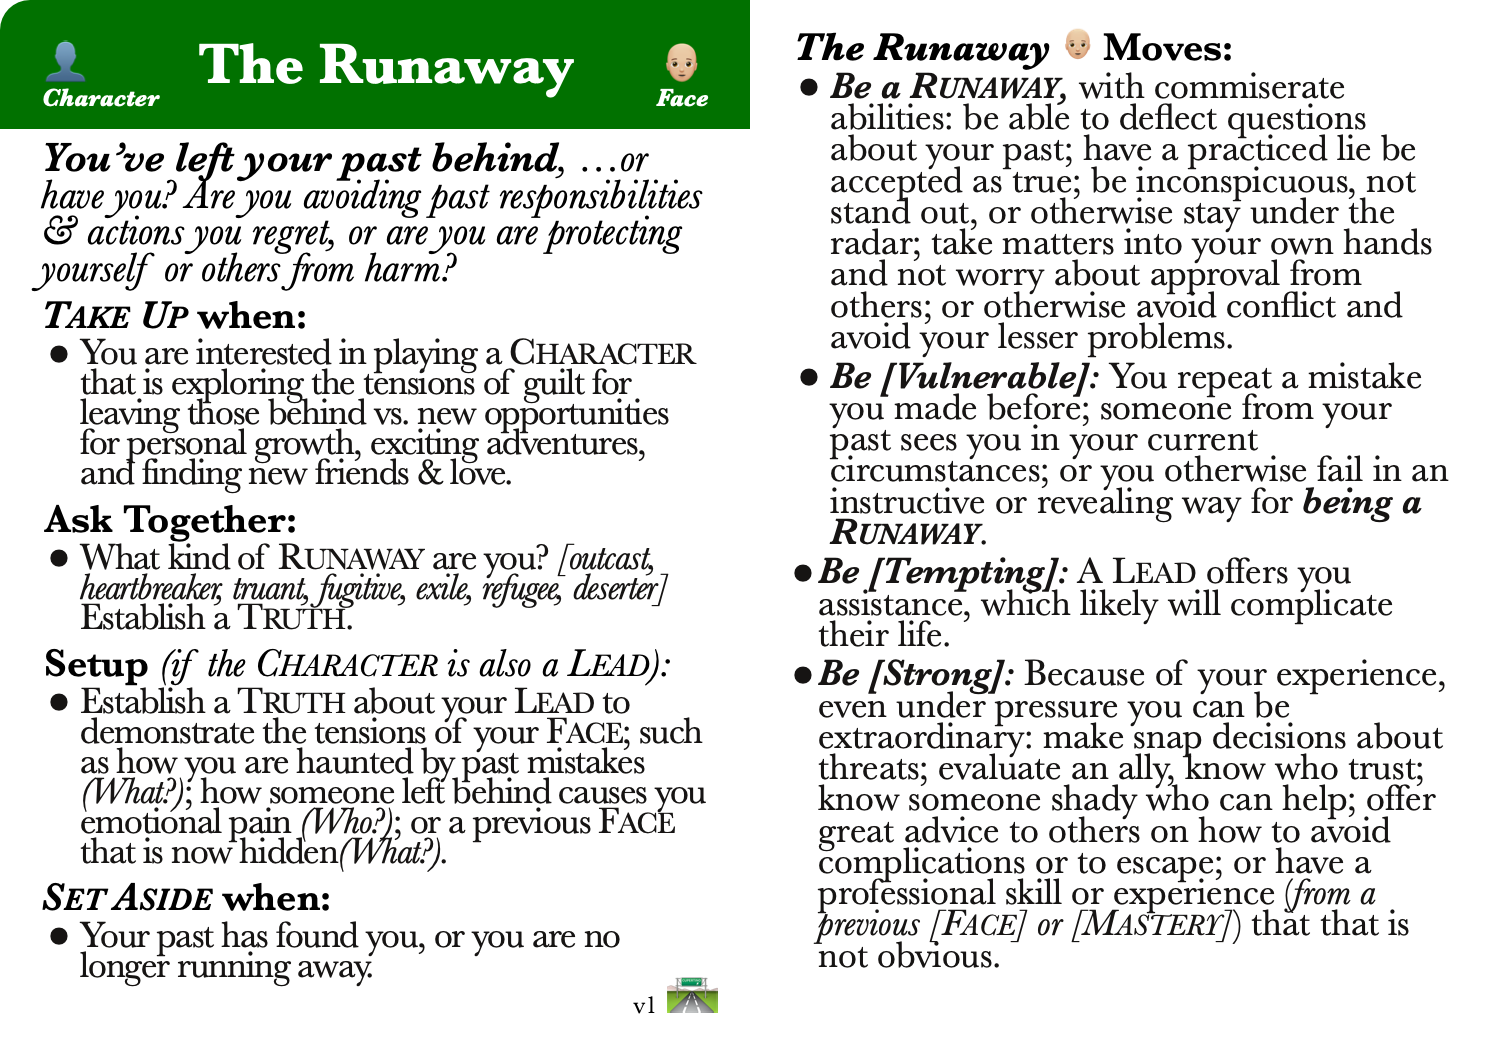 The Runaway
Character
Face
You've left your past behind, …or
have you? Are you avoiding past responsibilities
& actions you regret, or are you are protecting
yourself or others from harm?
TAKE UP when:
● You are interested in playing a CHARACTER
that is exploring the tensions of guilt for
leaving those behind vs. new opportunities
for personal growth, exciting adventures,
and finding new friends & love.
Ask Together:
● What kind of RUNAWAY are you? [outcast,
heartbreaker, truant, fugitive, exile, refugee, deserter]
Establish a TRUTH.
Setup (if the CHARACTER is also a LEAD):
● Establish a TRUTH about your LEAD to
demonstrate the tensions of your FACE; such
as how you are haunted by past mistakes
(What?); how someone left behind causes you
emotional pain (Who?); or a previous FACE
that is now hidden(What?).
SET ASIDE when:
● Your past has found you, or you are no
longer running away.
v1
The Runaway Moves:
● Be a RUNAWAY, with commiserate
abilities: be able to deflect questions
about your past; have a practiced lie be
accepted as true; be inconspicuous, not
stand out, or otherwise stay under the
radar; take matters into your own hands
and not worry about approval from
others; or otherwise avoid conflict and
avoid your lesser problems.
● Be [Vulnerable]: You repeat a mistake
you made before; someone from your
past sees you in your current
circumstances; or you otherwise fail in an
instructive or revealing way for being a
RUNAWAY.
● Be [Tempting]: A LEAD offers you
assistance, which likely will complicate
their life.
● Be [Strong]: Because of your experience,
even under pressure you can be
extraordinary: make snap decisions about
threats; evaluate an ally, know who trust;
know someone shady who can help; offer
great advice to others on how to avoid
complications or to escape; or have a
professional skill or experience (from a
previous [FACE] or [MASTERY]) that that is
not obvious.